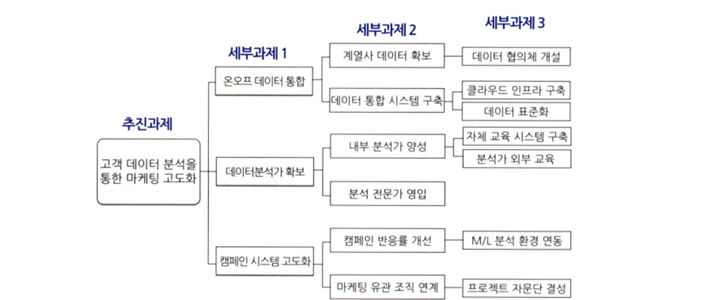 세부과제 1
세부과제 2
세부과제 3
추진과제
고객 데이터 분석을
통한 마케팅 고도화
온오프 데이터 통합
계열사 데이터 확보
데이터 협의체 개설
데이터 통합 시스템 구축
클라우드 인프라 구축
데이터 표준화
데이터분석가 확보
내부 분석가 양성
자체 교육 시스템 구축
분석가 외부 교육
분석 전문가 영입
캠페인 시스템 고도화
캠페인 반응률 개선
M/L 분석 환경 연동
마케팅 유관 조직 연계
프로젝트 자문단 결성